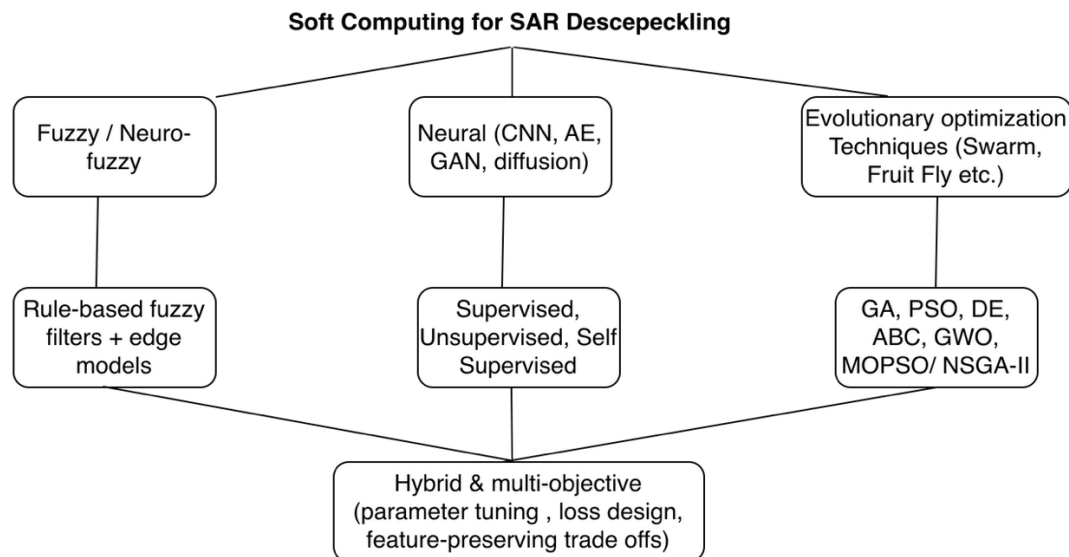 Soft Computing for SAR Descepeckling
Fuzzy / Neuro-
fuzzy
Neural (CNN, AE,
GAN, diffusion)
Evolutionary optimization
Techniques (Swarm,
Fruit Fly etc.)
Rule-based fuzzy
filters + edge
models
Supervised,
Unsupervised, Self
Supervised
GA, PSO, DE,
ABC, GWO,
MOPSO/ NSGA-II
Hybrid & multi-objective
(parameter tuning , loss design,
feature-preserving trade offs)